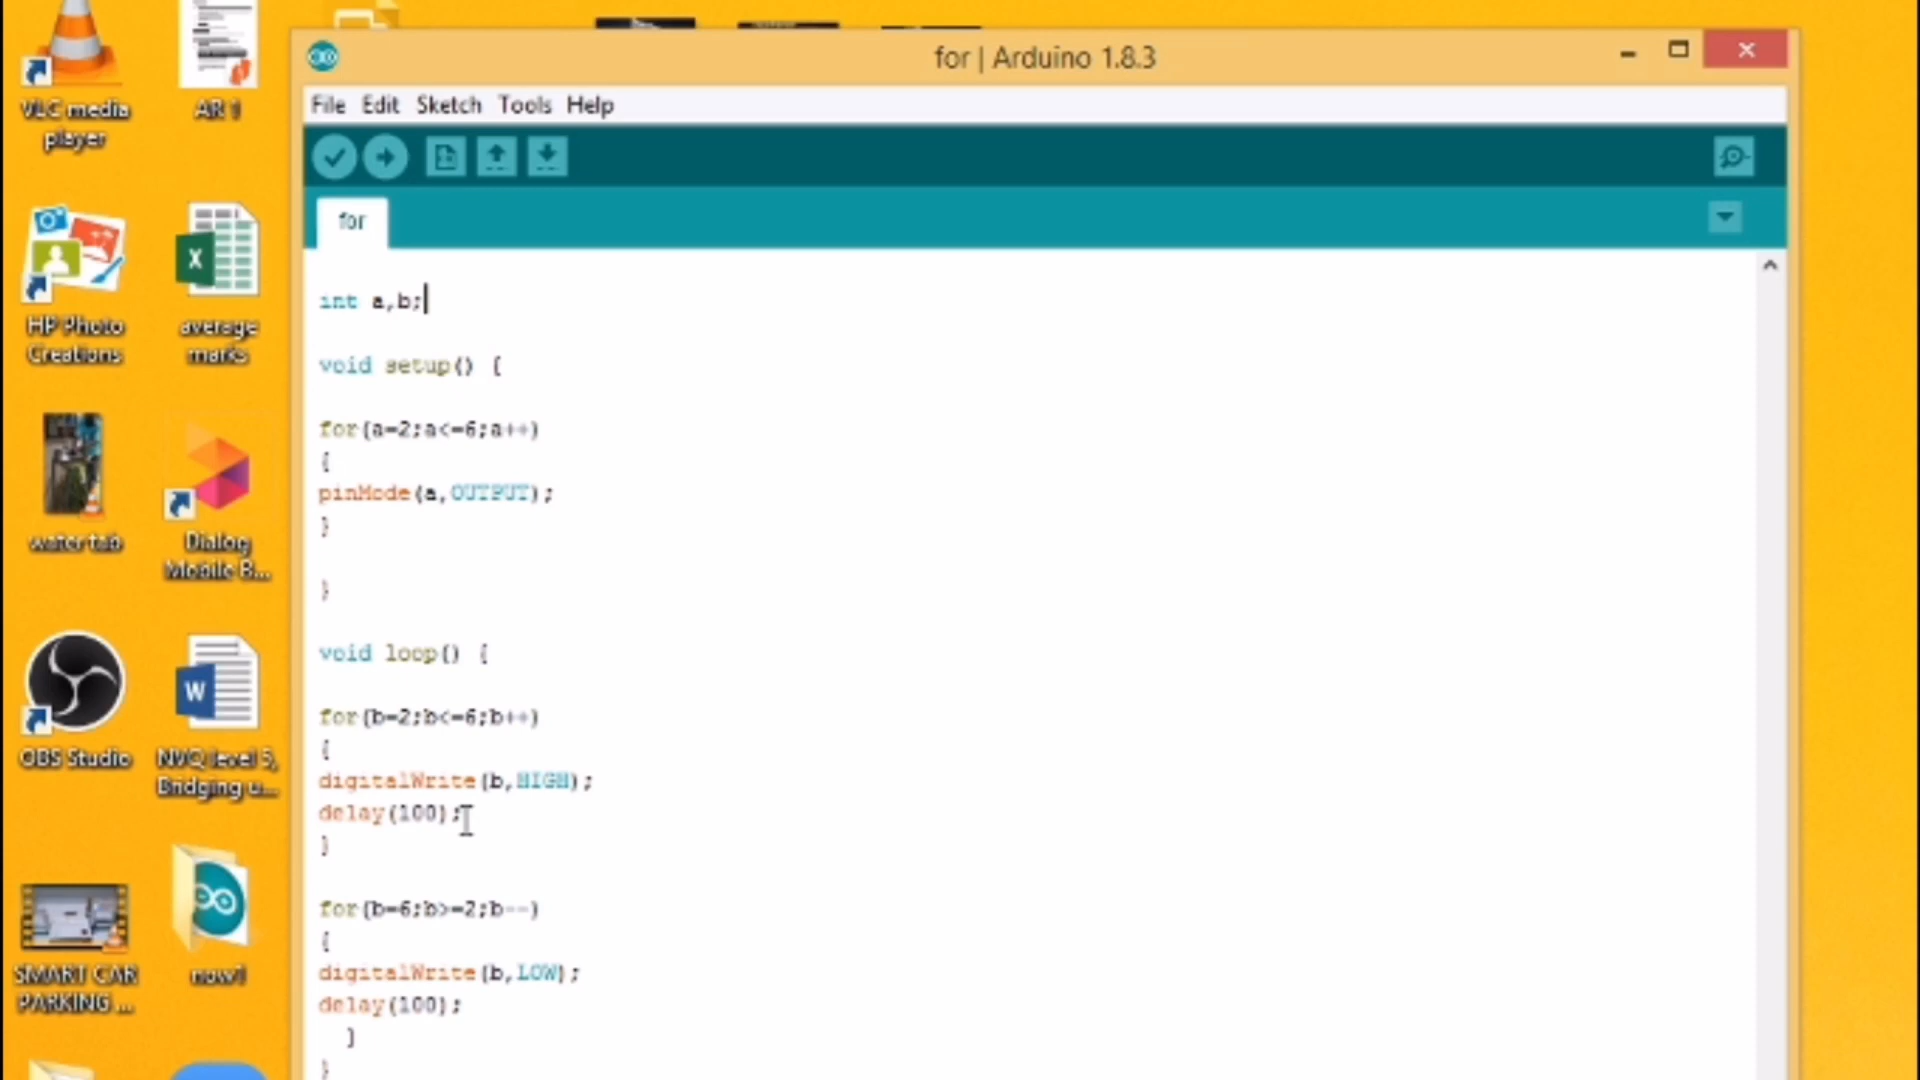 for | Arduino 1.8.3
File Edit Sketch Tools Help
for
int a,b;
void setup() {
for(a=2;a<=6;a++)
{
pinMode(a,OUTPUT);
}
}
void loop() {
for(b=2;b<=6;b++)
{
digitalWrite(b,HIGH);
delay(100);
}
for(b=6;b>=2;b--)
{
digitalWrite(b,LOW);
delay(100);
}
}
VLC media
player
AR 1
HP Photo
Creations
average
marks
water tab
Dialog
Mobile B...
OBS Studio
NVQ level 5,
Bridging u...
SMART CAR
PARKING ...